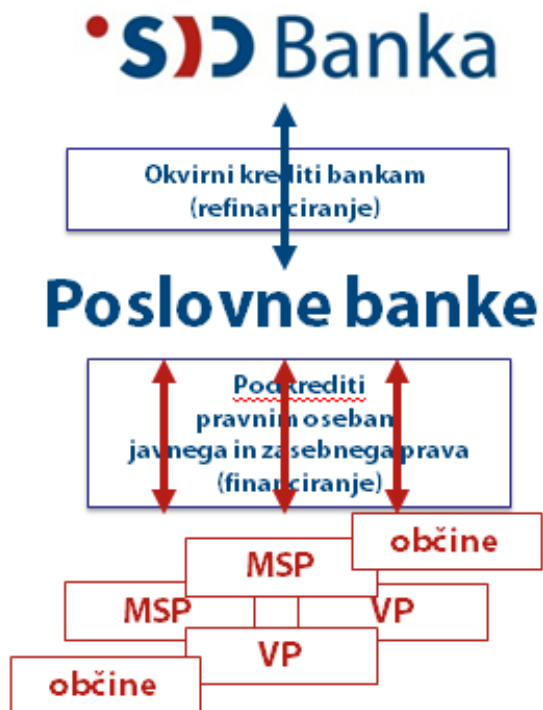 SID Banka
Okvirni krediti bankam
(refinanciranje)
Poslovne banke
Podkrediti
pravnim osebam
javnega in zasebnega prava
(financiranje)
občine
MSP
MSP
VP
VP
občine